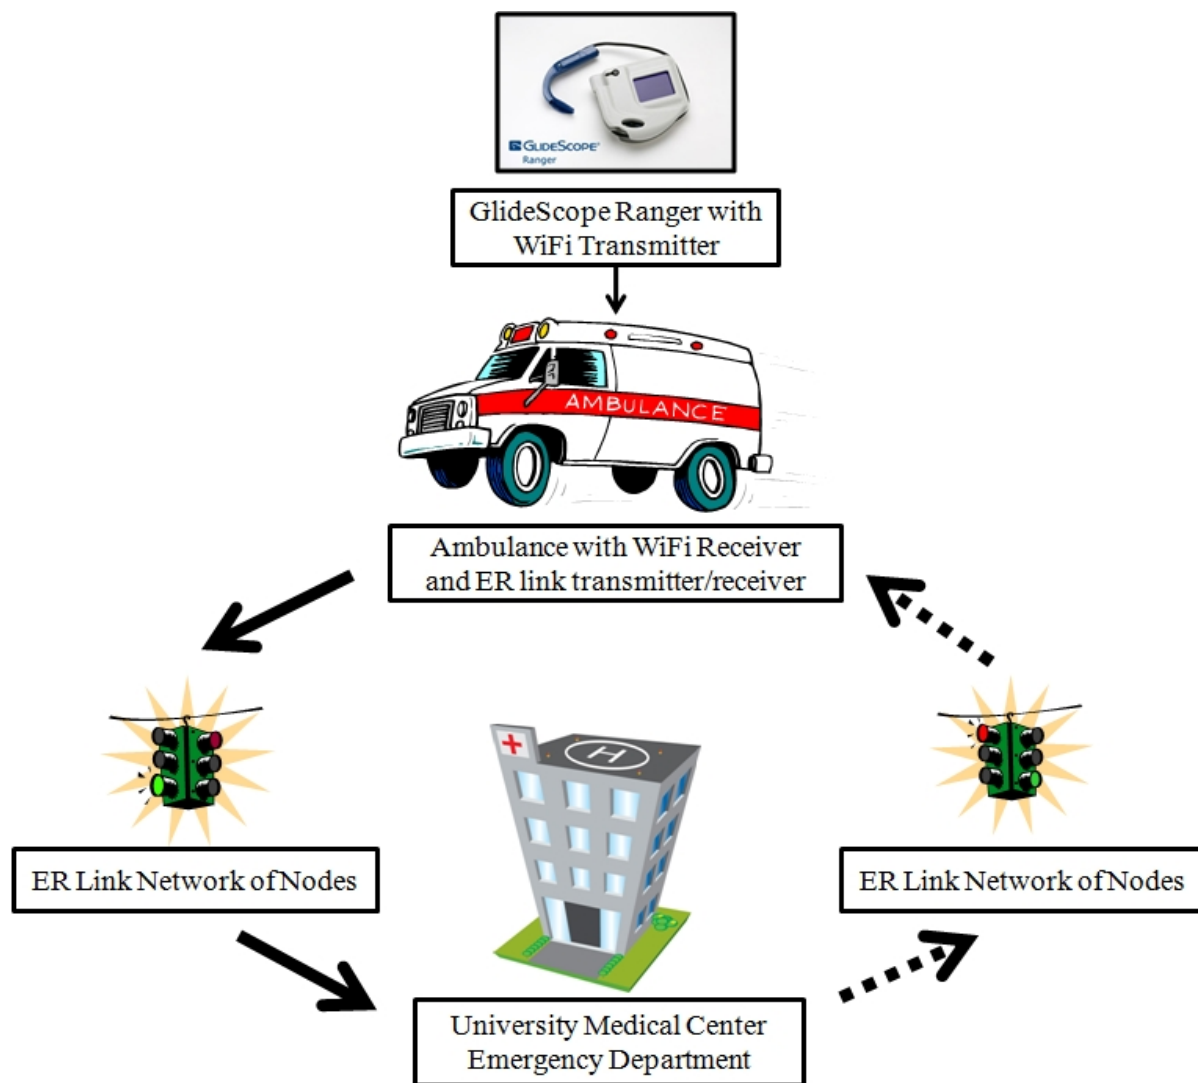 GLIDESCOPE®
Ranger
GlideScope Ranger with
WiFi Transmitter
AMBULANCE
Ambulance with WiFi Receiver
and ER link transmitter/receiver
H
ER Link Network of Nodes
ER Link Network of Nodes
University Medical Center
Emergency Department